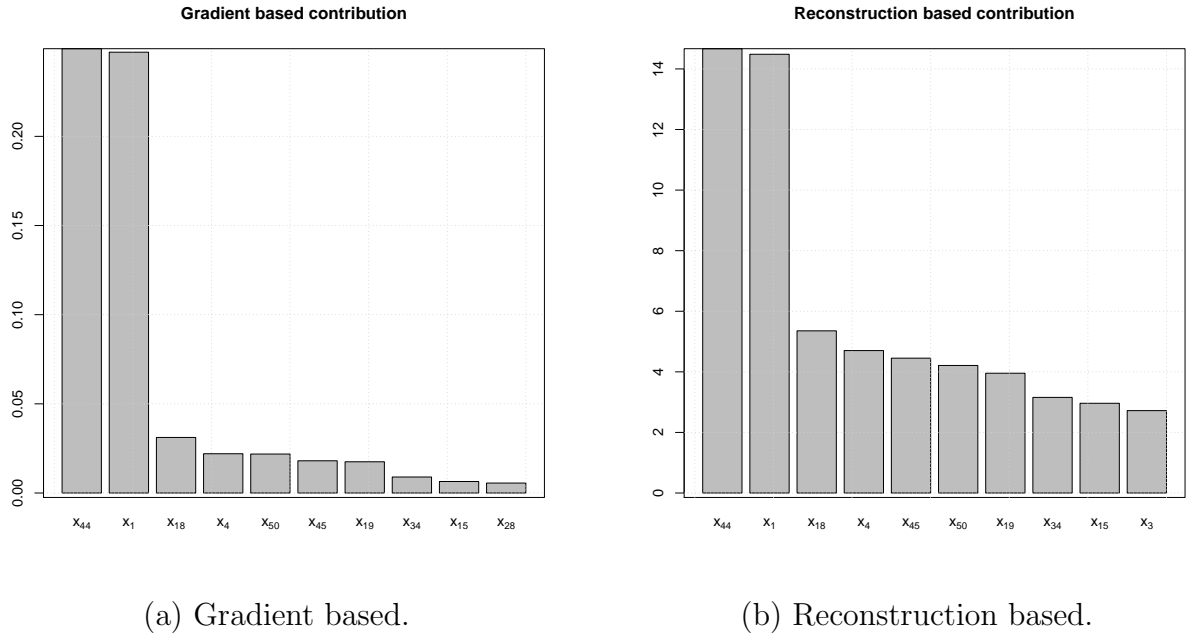 Gradient based contribution
0.20
0.15
0.10
0.05
0.00
x₄₄ x₁ x₁₈ x₄ x₅₀ x₄₅ x₁₉ x₃₄ x₁₅ x₂₈
(a) Gradient based.
Reconstruction based contribution
14
12
10
8
6
4
2
0
x₄₄ x₁ x₁₈ x₄ x₄₅ x₅₀ x₁₉ x₃₄ x₁₅ x₃
(b) Reconstruction based.